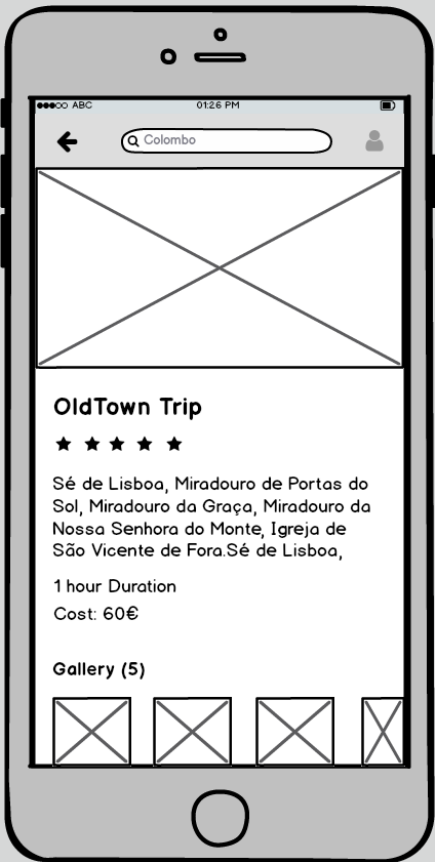 ABC 01:26 PM
Colombo
OldTown Trip
Sé de Lisboa, Miradouro de Portas do
Sol, Miradouro da Graça, Miradouro da
Nossa Senhora do Monte, Igreja de
São Vicente de Fora.Sé de Lisboa,
1 hour Duration
Cost: 60€
Gallery (5)